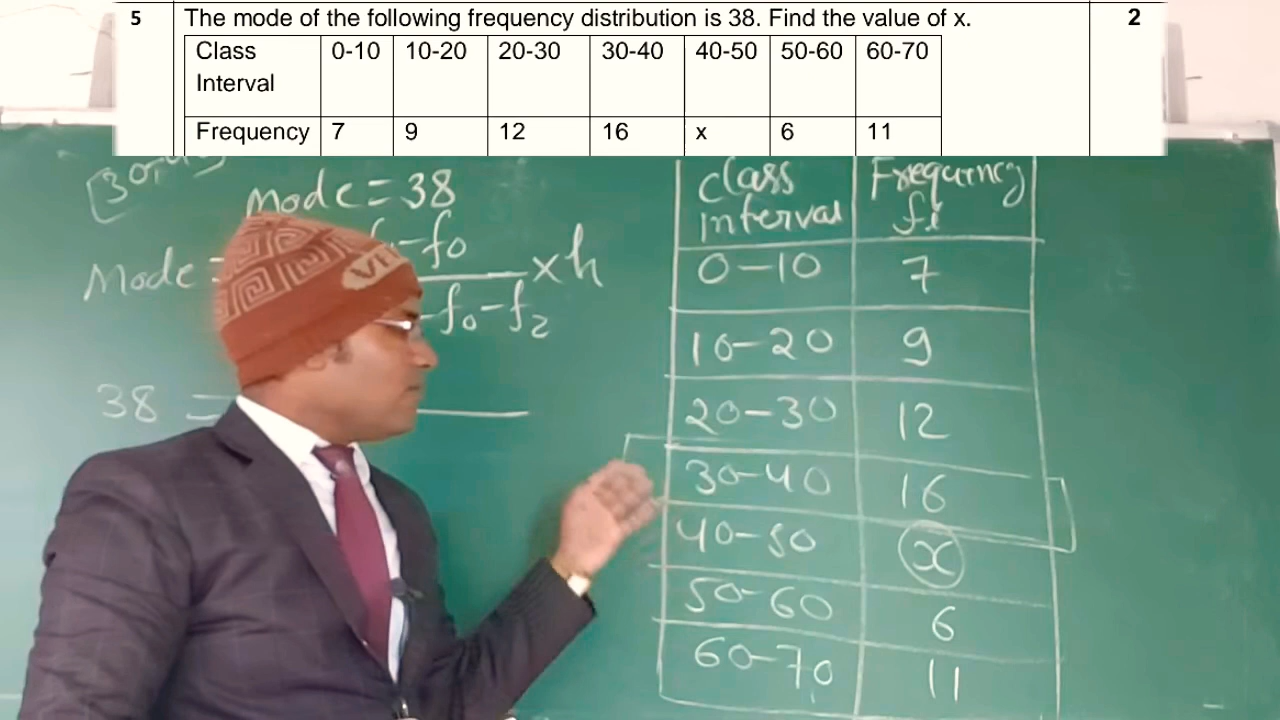 5 The mode of the following frequency distribution is 38. Find the value of x. 2
Class Interval 0-10 10-20 20-30 30-40 40-50 50-60 60-70
Frequency 7 9 12 16 x 6 11
Mode = 38
-f0
Mode
×h
-f0-f2
38 =
class interval Frequency fi
0-10 7
10-20 9
20-30 12
30-40 16
40-50 x
50-60 6
60-70 11